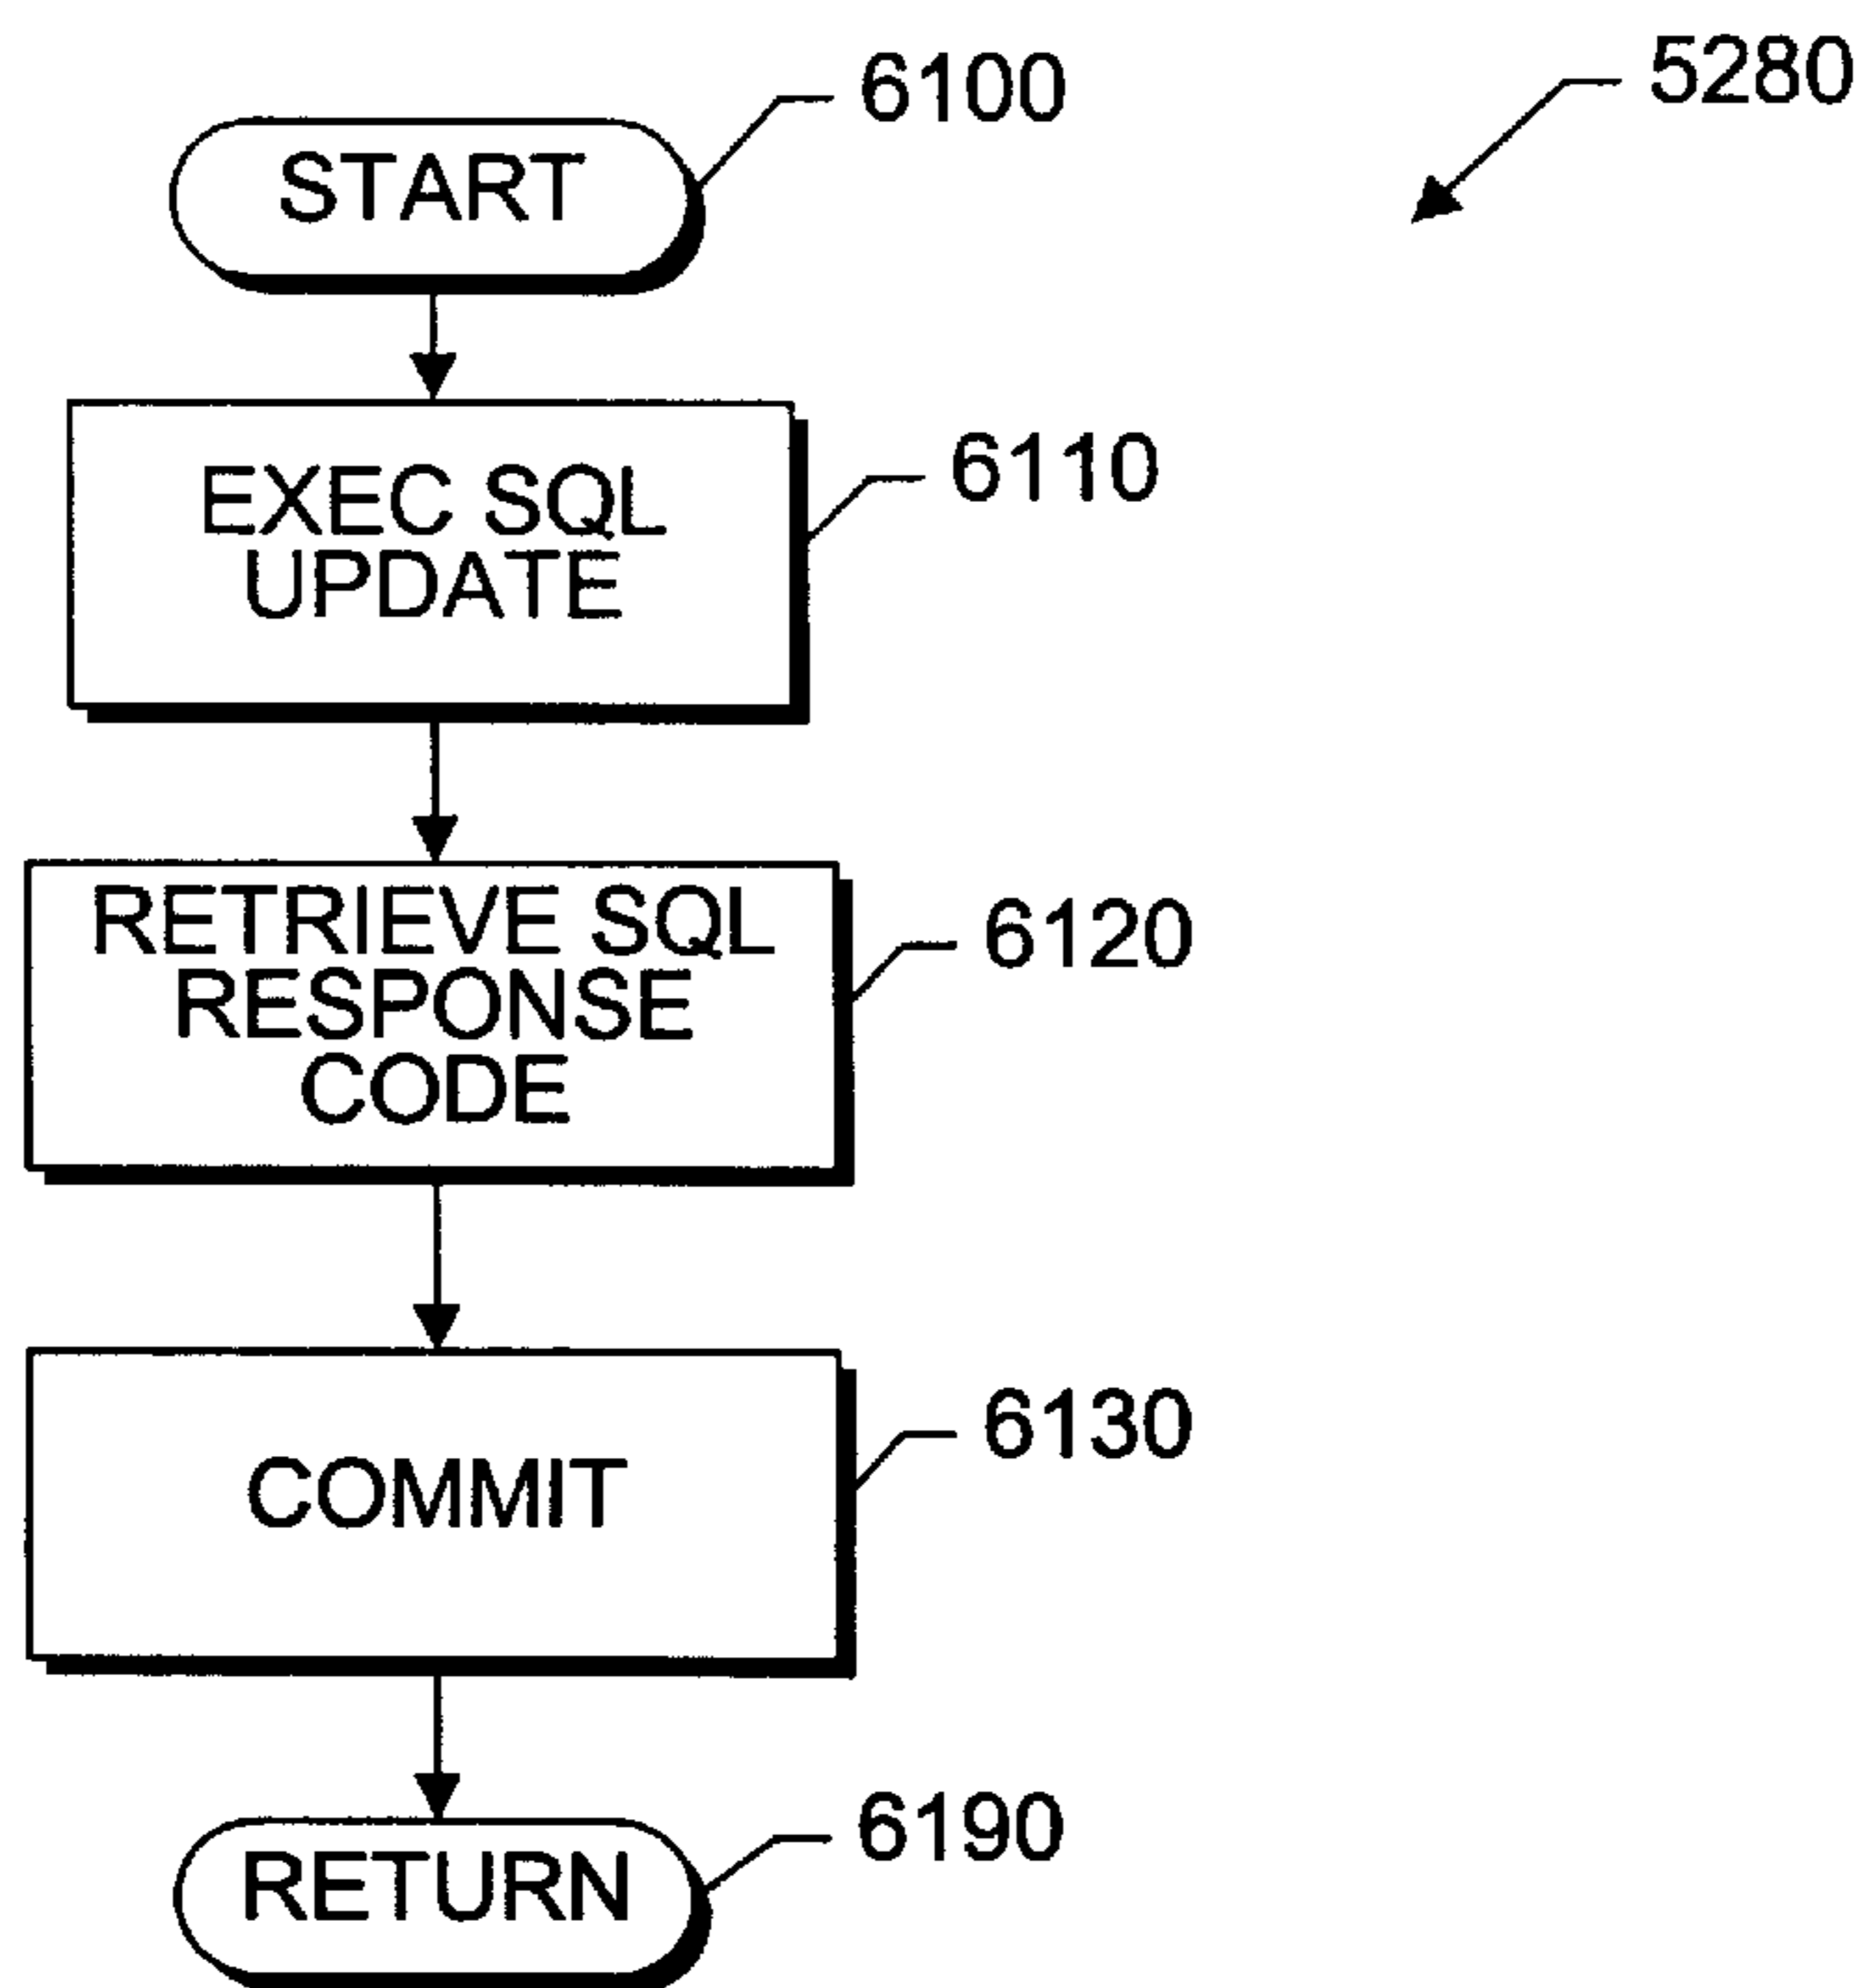 5280
START
6100
EXEC SQL
UPDATE
6110
RETRIEVE SQL
RESPONSE
CODE
6120
COMMIT
6130
RETURN
6190